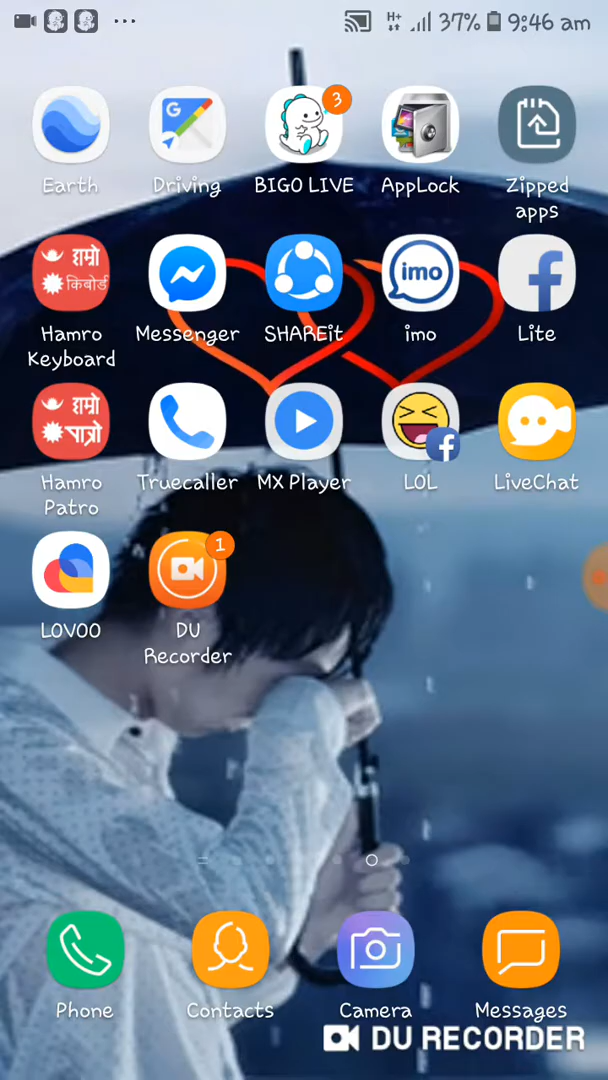 H+ 37% 9:46 am
3
G
Earth Driving BIGO LIVE AppLock Zipped apps
हाम्रो किबोर्ड
imo
f
Hamro Keyboard Messenger SHAREit imo Lite
हाम्रो पात्रो
f
Hamro Patro Truecaller MX Player LOL LiveChat
1
LOVOO DU Recorder
Phone Contacts Camera Messages
DU RECORDER